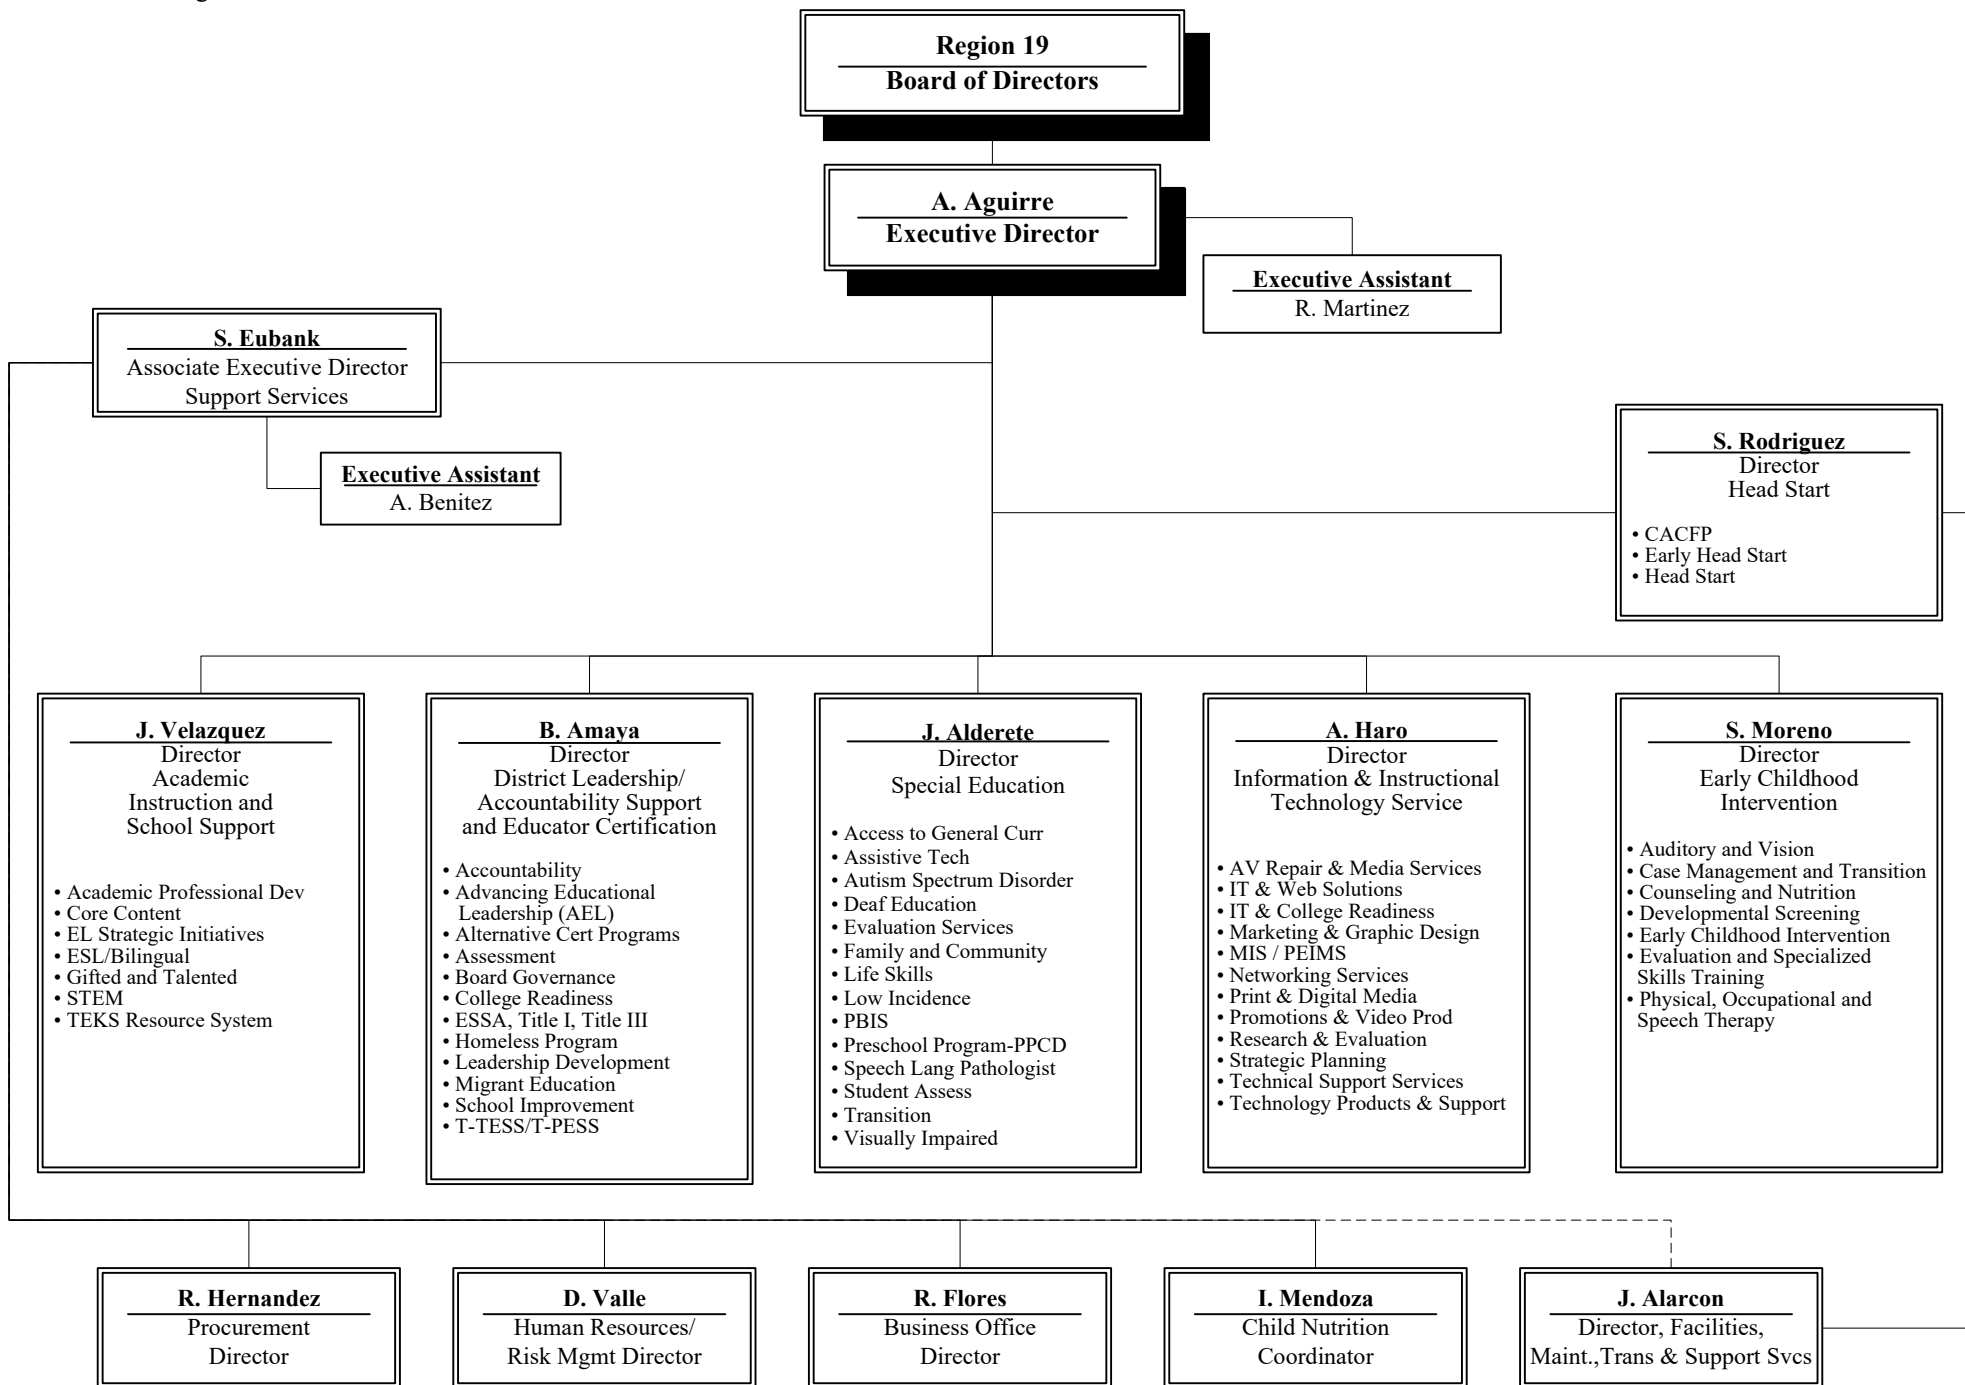 Region 19
Board of Directors
A. Aguirre
Executive Director
Executive Assistant
R. Martinez
S. Eubank
Associate Executive Director
Support Services
Executive Assistant
A. Benitez
S. Rodriguez
Director
Head Start
• CACFP
• Early Head Start
• Head Start
J. Velazquez
Director
Academic
Instruction and
School Support
• Academic Professional Dev
• Core Content
• EL Strategic Initiatives
• ESL/Bilingual
• Gifted and Talented
• STEM
• TEKS Resource System
B. Amaya
Director
District Leadership/
Accountability Support
and Educator Certification
• Accountability
• Advancing Educational
Leadership (AEL)
• Alternative Cert Programs
• Assessment
• Board Governance
• College Readiness
• ESSA, Title I, Title III
• Homeless Program
• Leadership Development
• Migrant Education
• School Improvement
• T-TESS/T-PESS
J. Alderete
Director
Special Education
• Access to General Curr
• Assistive Tech
• Autism Spectrum Disorder
• Deaf Education
• Evaluation Services
• Family and Community
• Life Skills
• Low Incidence
• PBIS
• Preschool Program-PPCD
• Speech Lang Pathologist
• Student Assess
• Transition
• Visually Impaired
A. Haro
Director
Information & Instructional
Technology Service
• AV Repair & Media Services
• IT & Web Solutions
• IT & College Readiness
• Marketing & Graphic Design
• MIS / PEIMS
• Networking Services
• Print & Digital Media
• Promotions & Video Prod
• Research & Evaluation
• Strategic Planning
• Technical Support Services
• Technology Products & Support
S. Moreno
Director
Early Childhood
Intervention
• Auditory and Vision
• Case Management and Transition
• Counseling and Nutrition
• Developmental Screening
• Early Childhood Intervention
• Evaluation and Specialized
Skills Training
• Physical, Occupational and
Speech Therapy
R. Hernandez
Procurement
Director
D. Valle
Human Resources/
Risk Mgmt Director
R. Flores
Business Office
Director
I. Mendoza
Child Nutrition
Coordinator
J. Alarcon
Director, Facilities,
Maint.,Trans & Support Svcs